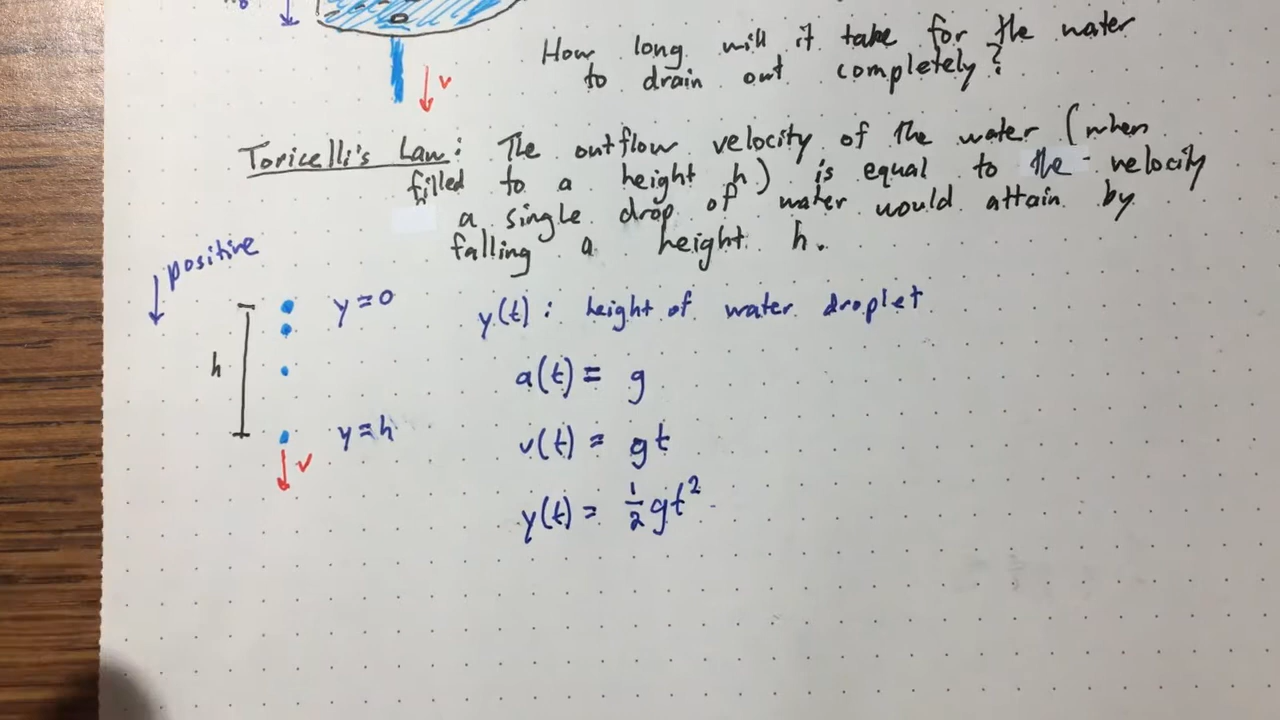 v
How long will it take for the water
to drain out completely?
Toricelli's Law: The outflow velocity of the water (when
filled to a height h) is equal to the velocity
a single drop of water would attain by
falling a height h.
positive
y=0
y(t): height of water droplet
h
a(t) = g
y=h
v(t) = gt
v
y(t) = 1/2 gt²